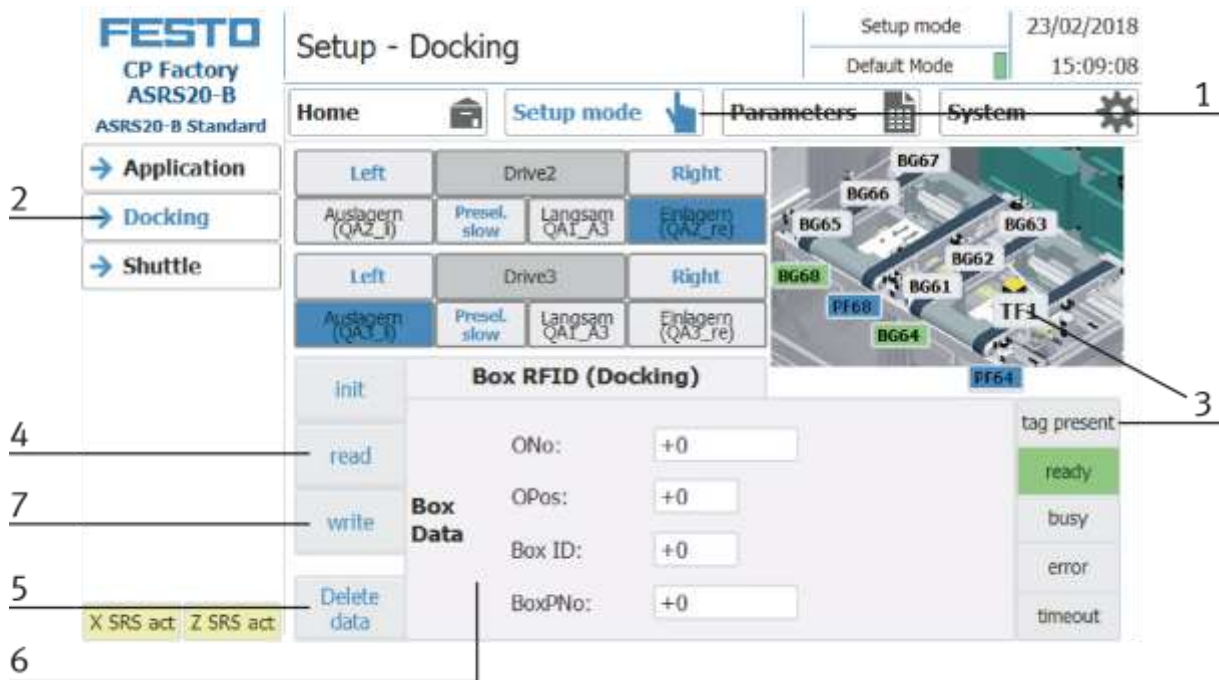 FESTO
CP Factory
ASRS20-B
ASRS20-B Standard
Setup - Docking
Setup mode
Default Mode
23/02/2018
15:09:08
Home
Setup mode
Parameters
System
1
2
Application
Docking
Shuttle
Left
Drive2
Right
Auslagern
(QA2_li)
Presel.
slow
Langsam
QA1_A3
Einlagern
(QA2_re)
Left
Drive3
Right
Auslagern
(QA3_li)
Presel.
slow
Langsam
QA1_A3
Einlagern
(QA3_re)
BG67
BG66
BG65
BG63
BG62
BG68
BG61
PF68
TF1
BG64
PF64
3
init
Box RFID (Docking)
4
read
7
write
5
Delete
data
Box
Data
ONo:
+0
OPos:
+0
Box ID:
+0
BoxPNo:
+0
tag present
ready
busy
error
timeout
X SRS act
Z SRS act
6